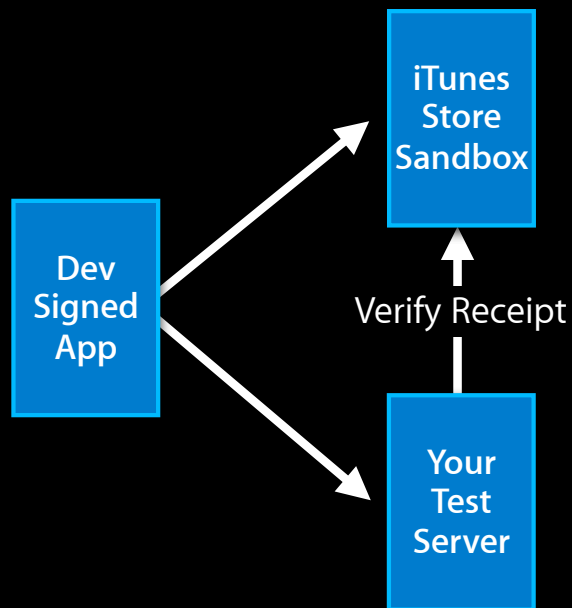 iTunes
Store
Sandbox
Dev
Signed
App
Verify Receipt
Your
Test
Server